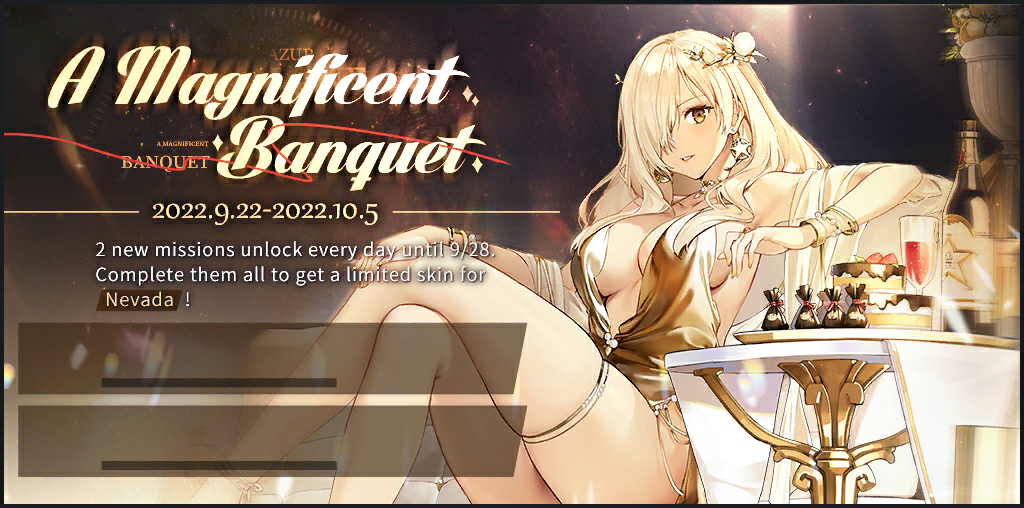 AZUR
A Magnificent
Banquet
A MAGNIFICENT
BANQUET
2022.9.22-2022.10.5
2 new missions unlock every day until 9/28.
Complete them all to get a limited skin for
Nevada !